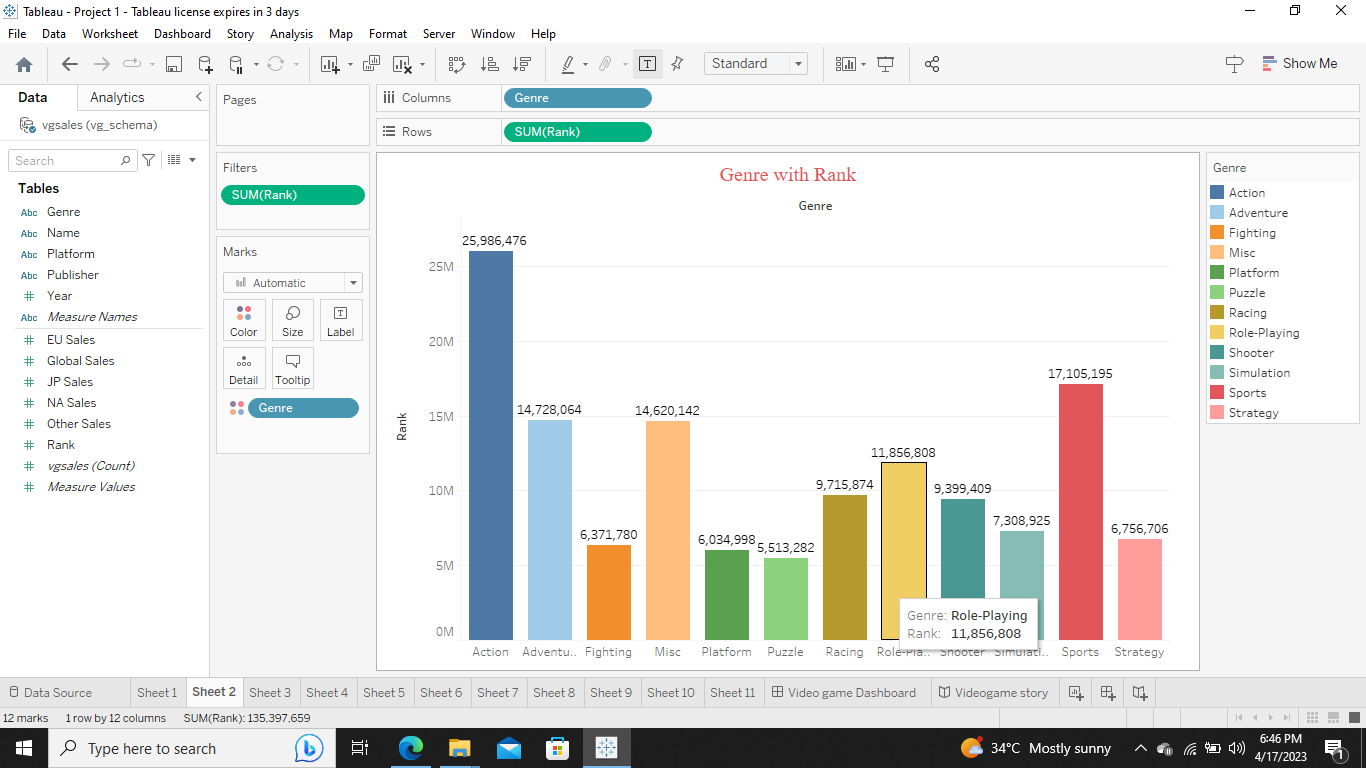 Tableau - Project 1 - Tableau license expires in 3 days
File Data Worksheet Dashboard Story Analysis Map Format Server Window Help
Standard
Show Me
Data Analytics
vgsales (vg_schema)
Search
Tables
Abc Genre
Abc Name
Abc Platform
Abc Publisher
# Year
Abc Measure Names
# EU Sales
# Global Sales
# JP Sales
# NA Sales
# Other Sales
# Rank
# vgsales (Count)
# Measure Values
Pages
Filters
SUM(Rank)
Marks
Automatic
Color Size Label
Detail Tooltip
Genre
Columns Genre
Rows SUM(Rank)
Genre with Rank
Genre
Rank
25M
20M
15M
10M
5M
0M
25,986,476
14,728,064
6,371,780
14,620,142
6,034,998
5,513,282
9,715,874
11,856,808
9,399,409
7,308,925
17,105,195
6,756,706
Genre: Role-Playing
Rank: 11,856,808
Action Adventu.. Fighting Misc Platform Puzzle Racing Role-Pla.. Shooter Simulati.. Sports Strategy
Genre
Action
Adventure
Fighting
Misc
Platform
Puzzle
Racing
Role-Playing
Shooter
Simulation
Sports
Strategy
Data Source Sheet 1 Sheet 2 Sheet 3 Sheet 4 Sheet 5 Sheet 6 Sheet 7 Sheet 8 Sheet 9 Sheet 10 Sheet 11 Video game Dashboard Videogame story
12 marks 1 row by 12 columns SUM(Rank): 135,397,659
Type here to search
34°C Mostly sunny
6:46 PM
4/17/2023
1